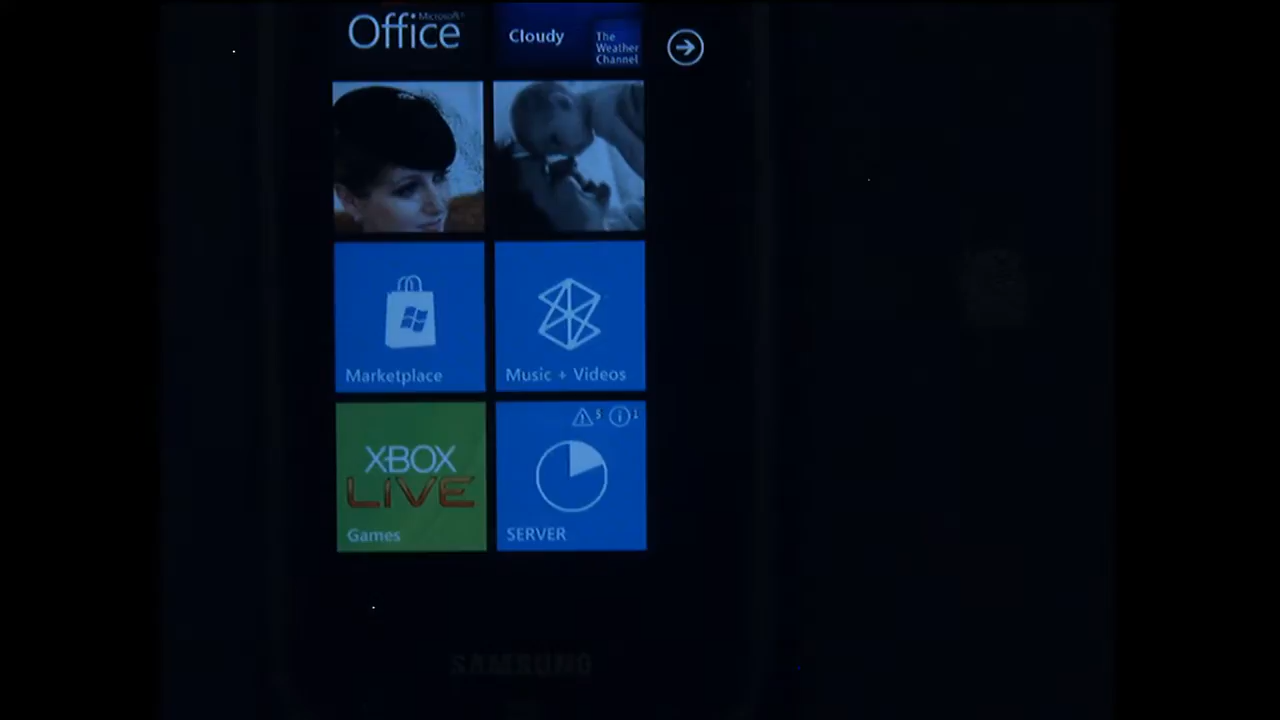 Microsoft®
Office
Cloudy
The
Weather
Channel
Marketplace
Music + Videos
XBOX
LIVE
Games
5
1
SERVER
SAMSUNG